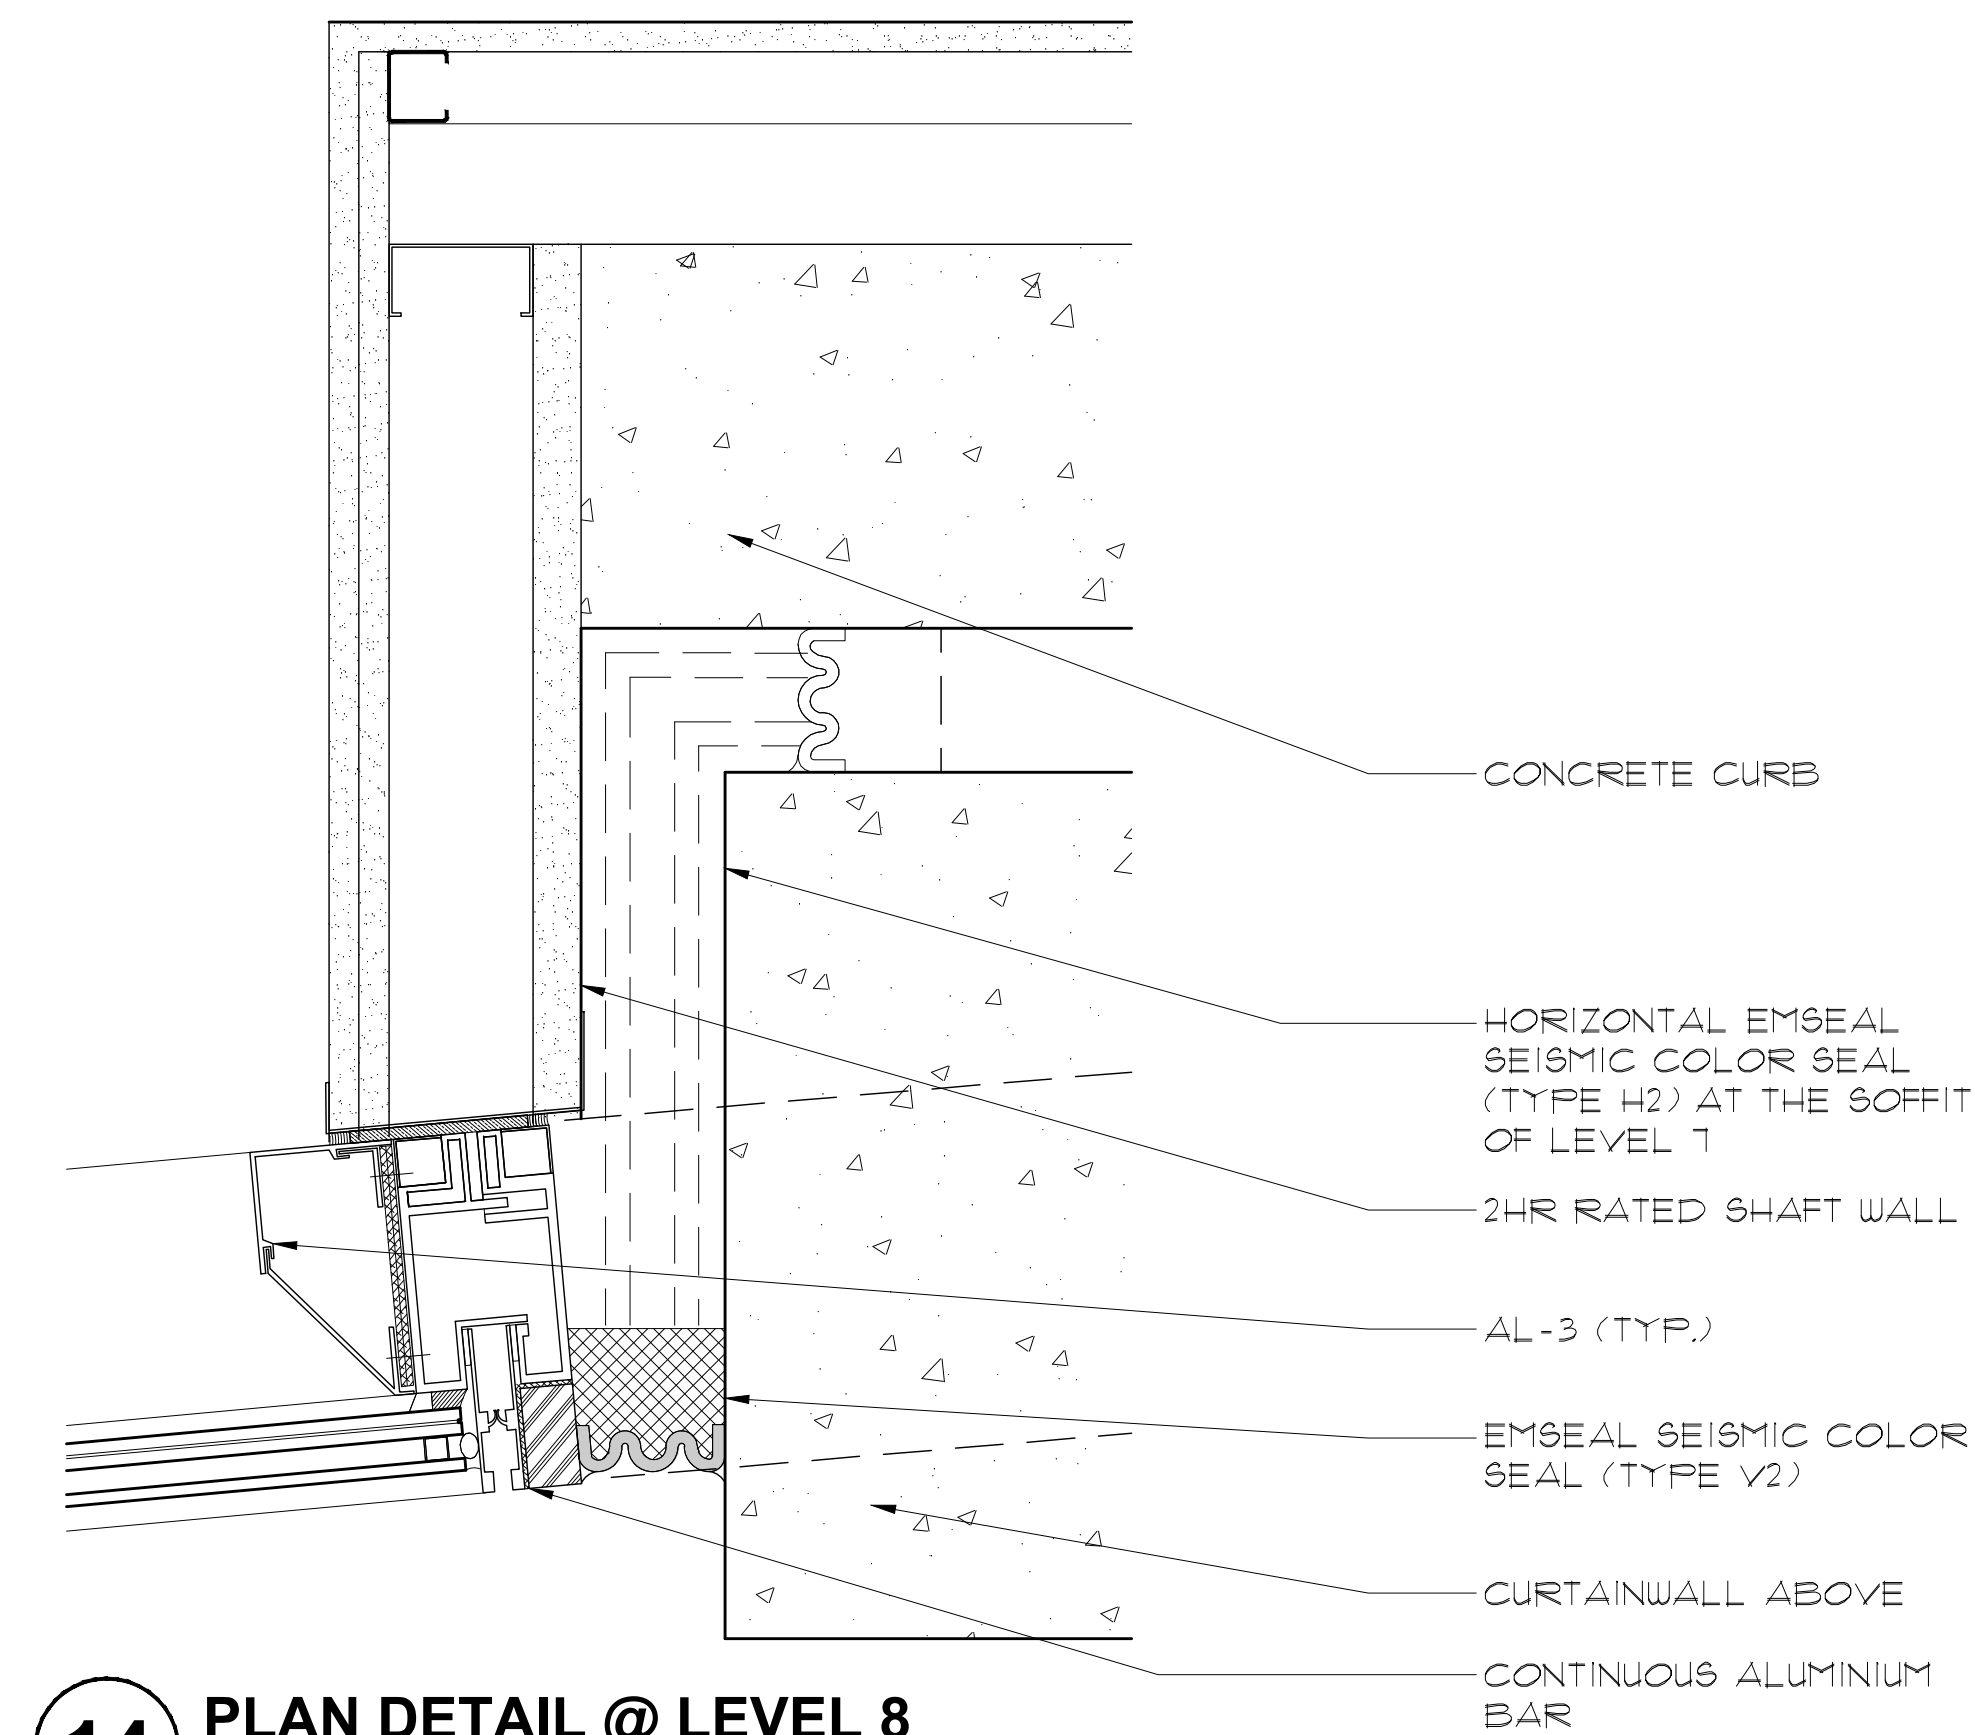 CONCRETE CURB
HORIZONTAL EMSEAL
SEISMIC COLOR SEAL
(TYPE H2) AT THE SOFFIT
OF LEVEL 7
2HR RATED SHAFT WALL
AL-3 (TYP.)
EMSEAL SEISMIC COLOR
SEAL (TYPE V2)
CURTAINWALL ABOVE
CONTINUOUS ALUMINIUM
BAR
14
PLAN DETAIL @ LEVEL 8